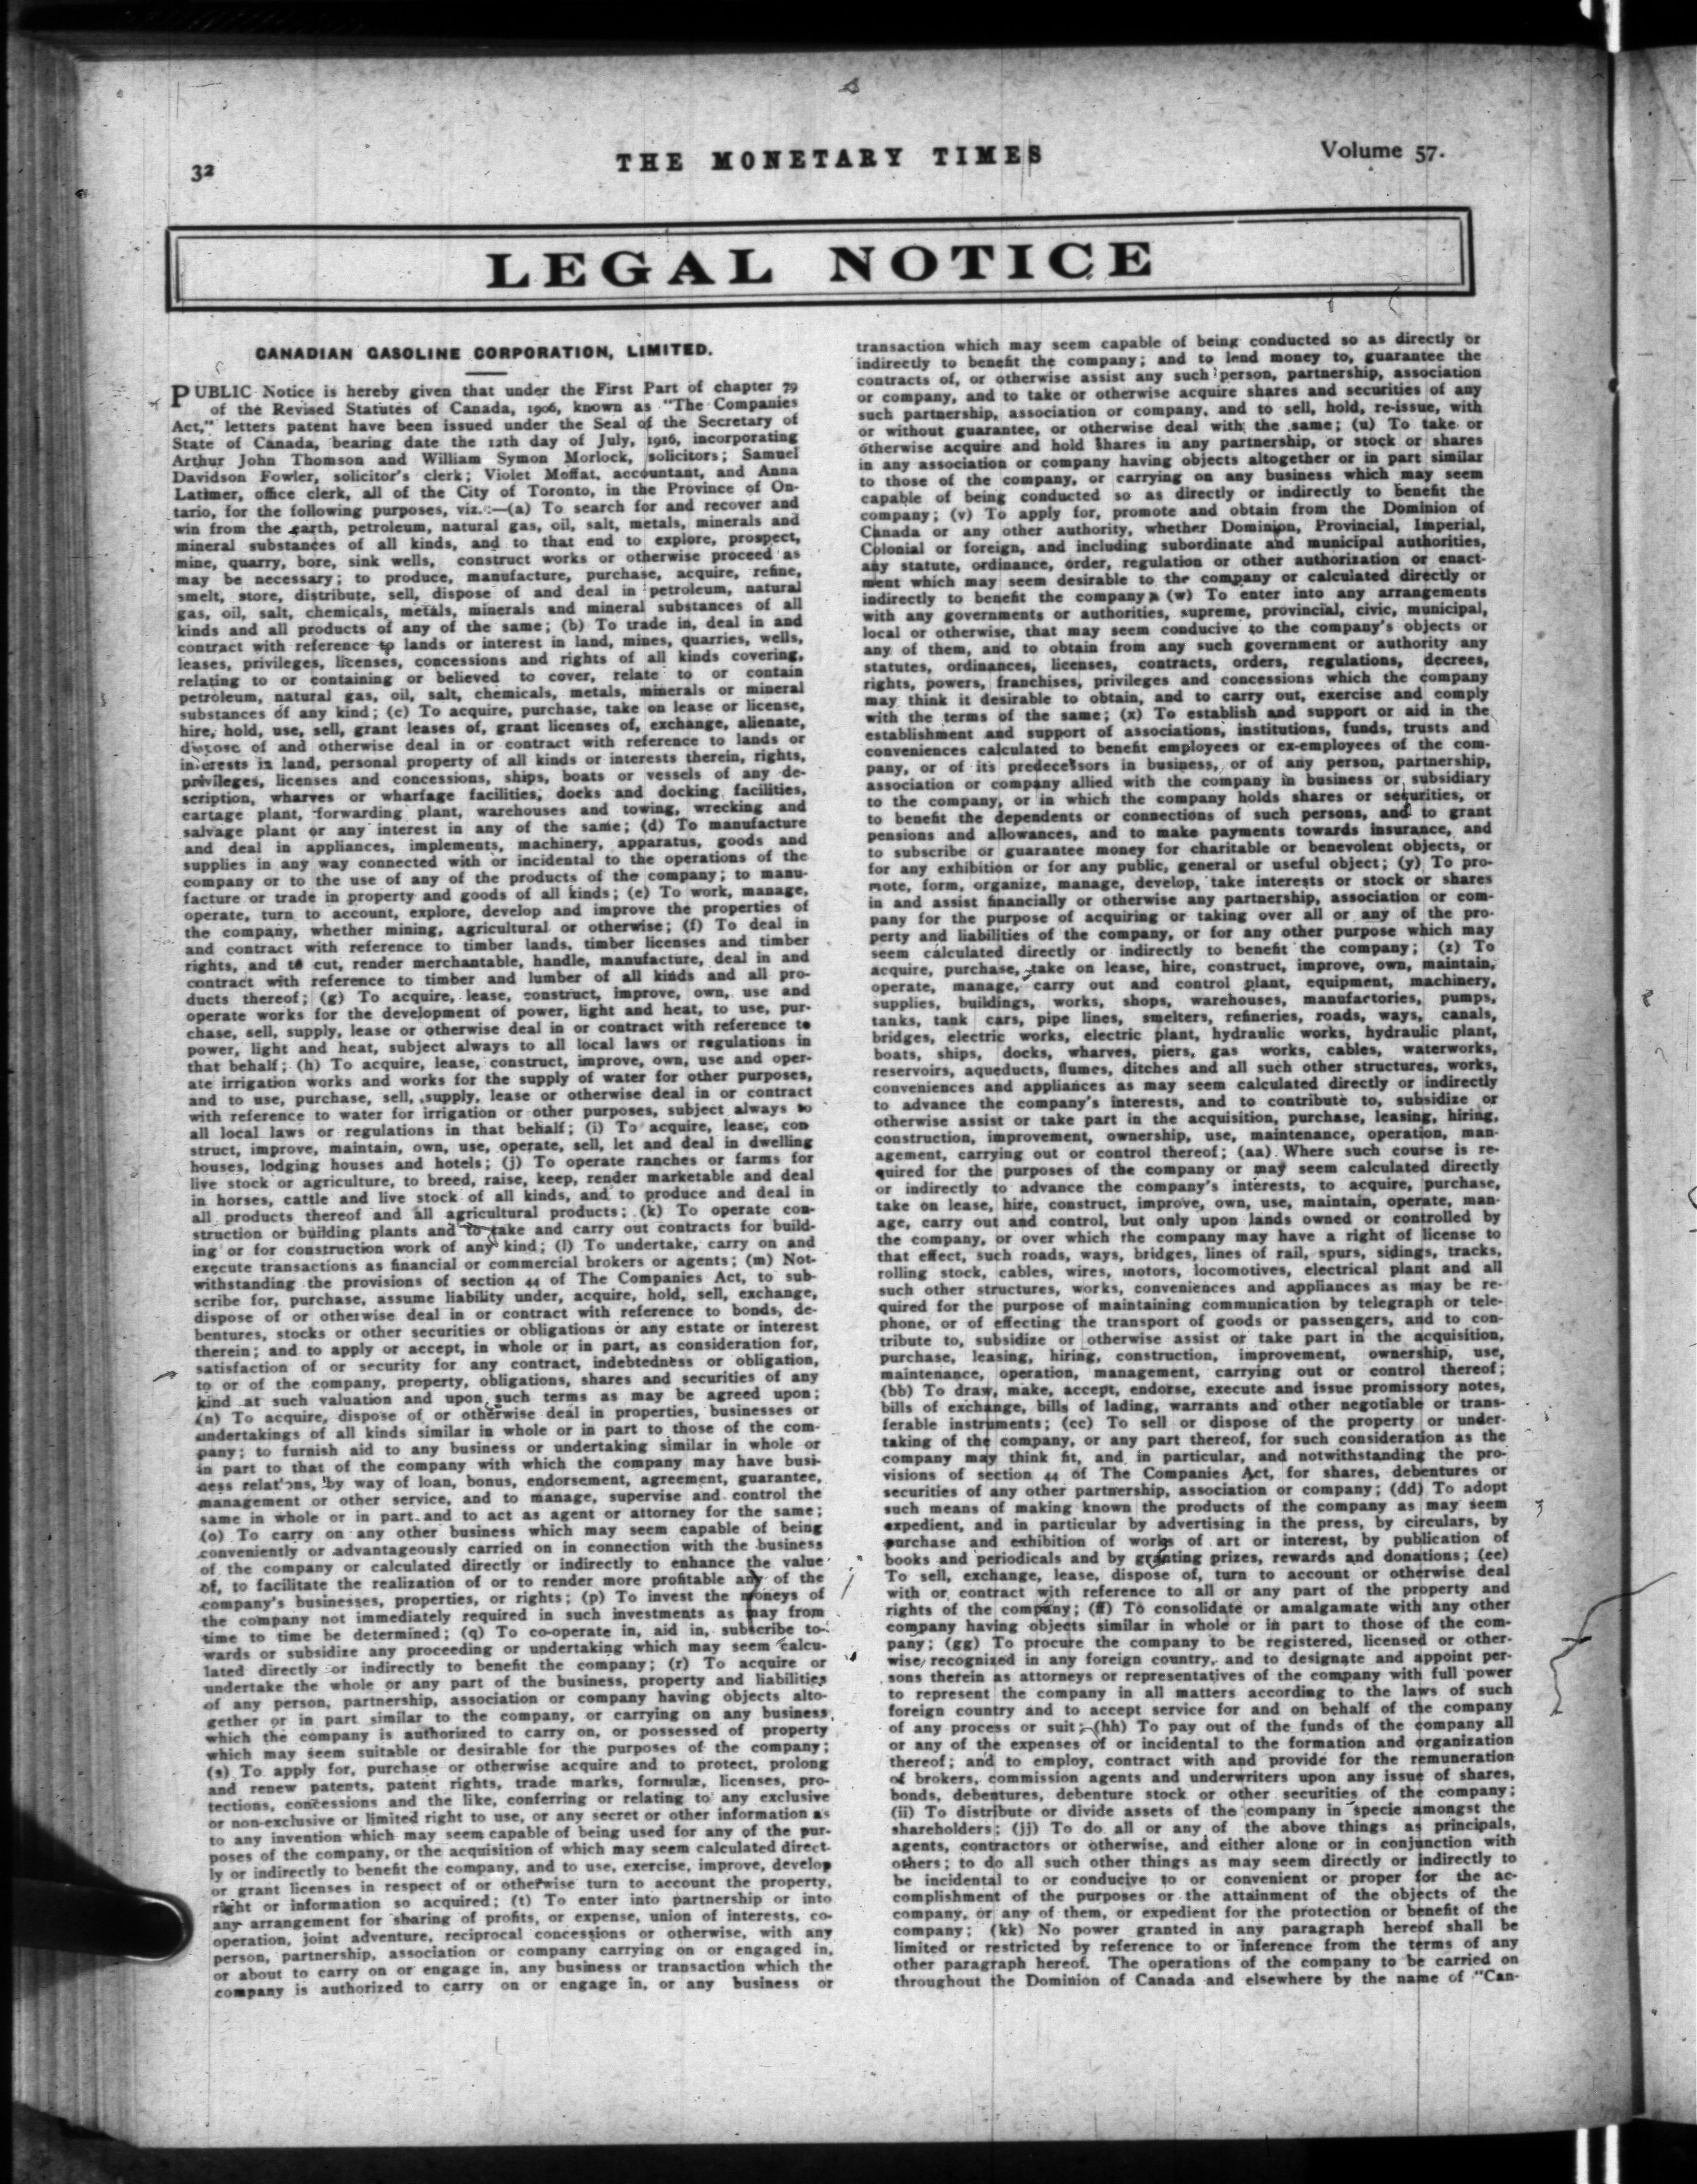 32
THE MONETARY TIMES
Volume 57.
LEGAL NOTICE
CANADIAN GASOLINE CORPORATION, LIMITED.
PUBLIC Notice is hereby given that under the First Part of chapter 79
of the Revised Statutes of Canada, 1906, known as "The Companies
Act," letters patent have been issued under the Seal of the Secretary of
State of Canada, bearing date the 12th day of July, 1916, incorporating
Arthur John Thomson and William Symon Morlock, solicitors; Samuel
Davidson Fowler, solicitor's clerk; Violet Moffat, accountant, and Anna
Latimer, office clerk, all of the City of Toronto, in the Province of On-
tario, for the following purposes, viz.:—(a) To search for and recover and
win from the earth, petroleum, natural gas, oil, salt, metals, minerals and
mineral substances of all kinds, and to that end to explore, prospect,
mine, quarry, bore, sink wells, construct works or otherwise proceed as
may be necessary; to produce, manufacture, purchase, acquire, refine,
smelt, store, distribute, sell, dispose of and deal in petroleum, natural
gas, oil, salt, chemicals, metals, minerals and mineral substances of all
kinds and all products of any of the same; (b) To trade in, deal in and
contract with reference to lands or interest in land, mines, quarries, wells,
leases, privileges, licenses, concessions and rights of all kinds covering,
relating to or containing or believed to cover, relate to or contain
petroleum, natural gas, oil, salt, chemicals, metals, minerals or mineral
substances of any kind; (c) To acquire, purchase, take on lease or license,
hire, hold, use, sell, grant leases of, grant licenses of, exchange, alienate,
dispose of and otherwise deal in or contract with reference to lands or
interests in land, personal property of all kinds or interests therein, rights,
privileges, licenses and concessions, ships, boats or vessels of any de-
scription, wharves or wharfage facilities, docks and docking facilities,
cartage plant, forwarding plant, warehouses and towing, wrecking and
salvage plant or any interest in any of the same; (d) To manufacture
and deal in appliances, implements, machinery, apparatus, goods and
supplies in any way connected with or incidental to the operations of the
company or to the use of any of the products of the company; to manu-
facture or trade in property and goods of all kinds; (e) To work, manage,
operate, turn to account, explore, develop and improve the properties of
the company, whether mining, agricultural or otherwise; (f) To deal in
and contract with reference to timber lands, timber licenses and timber
rights, and to cut, render merchantable, handle, manufacture, deal in and
contract with reference to timber and lumber of all kinds and all pro-
ducts thereof; (g) To acquire, lease, construct, improve, own, use and
operate works for the development of power, light and heat, to use, pur-
chase, sell, supply, lease or otherwise deal in or contract with reference to
power, light and heat, subject always to all local laws or regulations in
that behalf; (h) To acquire, lease, construct, improve, own, use and oper-
ate irrigation works and works for the supply of water for other purposes,
and to use, purchase, sell, supply, lease or otherwise deal in or contract
with reference to water for irrigation or other purposes, subject always to
all local laws or regulations in that behalf; (i) To acquire, lease, con
struct, improve, maintain, own, use, operate, sell, let and deal in dwelling
houses, lodging houses and hotels; (j) To operate ranches or farms for
live stock or agriculture, to breed, raise, keep, render marketable and deal
in horses, cattle and live stock of all kinds, and to produce and deal in
all products thereof and all agricultural products; (k) To operate con-
struction or building plants and to take and carry out contracts for build-
ing or for construction work of any kind; (l) To undertake, carry on and
execute transactions as financial or commercial brokers or agents; (m) Not-
withstanding the provisions of section 44 of The Companies Act, to sub-
scribe for, purchase, assume liability under, acquire, hold, sell, exchange,
dispose of or otherwise deal in or contract with reference to bonds, de-
bentures, stocks or other securities or obligations or any estate or interest
therein; and to apply or accept, in whole or in part, as consideration for,
satisfaction of or security for any contract, indebtedness or obligation,
to or of the company, property, obligations, shares and securities of any
kind at such valuation and upon such terms as may be agreed upon;
(n) To acquire, dispose of or otherwise deal in properties, businesses or
undertakings of all kinds similar in whole or in part to those of the com-
pany; to furnish aid to any business or undertaking similar in whole or
in part to that of the company with which the company may have busi-
ness relations, by way of loan, bonus, endorsement, agreement, guarantee,
management or other service, and to manage, supervise and control the
same in whole or in part and to act as agent or attorney for the same;
(o) To carry on any other business which may seem capable of being
conveniently or advantageously carried on in connection with the business
of the company or calculated directly or indirectly to enhance the value
of, to facilitate the realization of or to render more profitable any of the
company's businesses, properties, or rights; (p) To invest the moneys of
the company not immediately required in such investments as may from
time to time be determined; (q) To co-operate in, aid in, subscribe to-
wards or subsidize any proceeding or undertaking which may seem calcu-
lated directly or indirectly to benefit the company; (r) To acquire or
undertake the whole or any part of the business, property and liabilities
of any person, partnership, association or company having objects alto-
gether or in part similar to the company, or carrying on any business
which the company is authorized to carry on, or possessed of property
which may seem suitable or desirable for the purposes of the company;
(s) To apply for, purchase or otherwise acquire and to protect, prolong
and renew patents, patent rights, trade marks, formulæ, licenses, pro-
tections, concessions and the like, conferring or relating to any exclusive
or non-exclusive or limited right to use, or any secret or other information as
to any invention which may seem capable of being used for any of the pur-
poses of the company, or the acquisition of which may seem calculated direct-
ly or indirectly to benefit the company, and to use, exercise, improve, develop
or grant licenses in respect of or otherwise turn to account the property,
right or information so acquired; (t) To enter into partnership or into
any arrangement for sharing of profits, or expense, union of interests, co-
operation, joint adventure, reciprocal concessions or otherwise, with any
person, partnership, association or company carrying on or engaged in,
or about to carry on or engage in, any business or transaction which the
company is authorized to carry on or engage in, or any business or
transaction which may seem capable of being conducted so as directly or
indirectly to benefit the company; and to lend money to, guarantee the
contracts of, or otherwise assist any such person, partnership, association
or company, and to take or otherwise acquire shares and securities of any
such partnership, association or company, and to sell, hold, re-issue, with
or without guarantee, or otherwise deal with the same; (u) To take or
otherwise acquire and hold shares in any partnership, or stock or shares
in any association or company having objects altogether or in part similar
to those of the company, or carrying on any business which may seem
capable of being conducted so as directly or indirectly to benefit the
company; (v) To apply for, promote and obtain from the Dominion of
Canada or any other authority, whether Dominion, Provincial, Imperial,
Colonial or foreign, and including subordinate and municipal authorities,
any statute, ordinance, order, regulation or other authorization or enact-
ment which may seem desirable to the company or calculated directly or
indirectly to benefit the company; (w) To enter into any arrangements
with any governments or authorities, supreme, provincial, civic, municipal,
local or otherwise, that may seem conducive to the company's objects or
any of them, and to obtain from any such government or authority any
statutes, ordinances, licenses, contracts, orders, regulations, decrees,
rights, powers, franchises, privileges and concessions which the company
may think it desirable to obtain, and to carry out, exercise and comply
with the terms of the same; (x) To establish and support or aid in the
establishment and support of associations, institutions, funds, trusts and
conveniences calculated to benefit employees or ex-employees of the com-
pany, or of its predecessors in business, or of any person, partnership,
association or company allied with the company in business or subsidiary
to the company, or in which the company holds shares or securities, or
to benefit the dependents or connections of such persons, and to grant
pensions and allowances, and to make payments towards insurance, and
to subscribe or guarantee money for charitable or benevolent objects, or
for any exhibition or for any public, general or useful object; (y) To pro-
mote, form, organize, manage, develop, take interests or stock or shares
in and assist financially or otherwise any partnership, association or com-
pany for the purpose of acquiring or taking over all or any of the pro-
perty and liabilities of the company, or for any other purpose which may
seem calculated directly or indirectly to benefit the company; (z) To
acquire, purchase, take on lease, hire, construct, improve, own, maintain,
operate, manage, carry out and control plant, equipment, machinery,
supplies, buildings, works, shops, warehouses, manufactories, pumps,
tanks, tank cars, pipe lines, smelters, refineries, roads, ways, canals,
bridges, electric works, electric plant, hydraulic works, hydraulic plant,
boats, ships, docks, wharves, piers, gas works, cables, waterworks,
reservoirs, aqueducts, flumes, ditches and all such other structures, works,
conveniences and appliances as may seem calculated directly or indirectly
to advance the company's interests, and to contribute to, subsidize or
otherwise assist or take part in the acquisition, purchase, leasing, hiring,
construction, improvement, ownership, use, maintenance, operation, man-
agement, carrying out or control thereof; (aa) Where such course is re-
quired for the purposes of the company or may seem calculated directly
or indirectly to advance the company's interests, to acquire, purchase,
take on lease, hire, construct, improve, own, use, maintain, operate, man-
age, carry out and control, but only upon lands owned or controlled by
the company, or over which the company may have a right of license to
that effect, such roads, ways, bridges, lines of rail, spurs, sidings, tracks,
rolling stock, cables, wires, motors, locomotives, electrical plant and all
such other structures, works, conveniences and appliances as may be re-
quired for the purpose of maintaining communication by telegraph or tele-
phone, or of effecting the transport of goods or passengers, and to con-
tribute to, subsidize or otherwise assist or take part in the acquisition,
purchase, leasing, hiring, construction, improvement, ownership, use,
maintenance, operation, management, carrying out or control thereof;
(bb) To draw, make, accept, endorse, execute and issue promissory notes,
bills of exchange, bills of lading, warrants and other negotiable or trans-
ferable instruments; (cc) To sell or dispose of the property or under-
taking of the company, or any part thereof, for such consideration as the
company may think fit, and in particular, and notwithstanding the pro-
visions of section 44 of The Companies Act, for shares, debentures or
securities of any other partnership, association or company; (dd) To adopt
such means of making known the products of the company as may seem
expedient, and in particular by advertising in the press, by circulars, by
purchase and exhibition of works of art or interest, by publication of
books and periodicals and by granting prizes, rewards and donations; (ee)
To sell, exchange, lease, dispose of, turn to account or otherwise deal
with or contract with reference to all or any part of the property and
rights of the company; (ff) To consolidate or amalgamate with any other
company having objects similar in whole or in part to those of the com-
pany; (gg) To procure the company to be registered, licensed or other-
wise recognized in any foreign country, and to designate and appoint per-
sons therein as attorneys or representatives of the company with full power
to represent the company in all matters according to the laws of such
foreign country and to accept service for and on behalf of the company
of any process or suit; (hh) To pay out of the funds of the company all
or any of the expenses of or incidental to the formation and organization
thereof; and to employ, contract with and provide for the remuneration
of brokers, commission agents and underwriters upon any issue of shares,
bonds, debentures, debenture stock or other securities of the company;
(ii) To distribute or divide assets of the company in specie amongst the
shareholders; (jj) To do all or any of the above things as principals,
agents, contractors or otherwise, and either alone or in conjunction with
others; to do all such other things as may seem directly or indirectly to
be incidental to or conducive to or convenient or proper for the ac-
complishment of the purposes or the attainment of the objects of the
company, or any of them, or expedient for the protection or benefit of the
company; (kk) No power granted in any paragraph hereof shall be
limited or restricted by reference to or inference from the terms of any
other paragraph hereof. The operations of the company to be carried on
throughout the Dominion of Canada and elsewhere by the name of "Can-